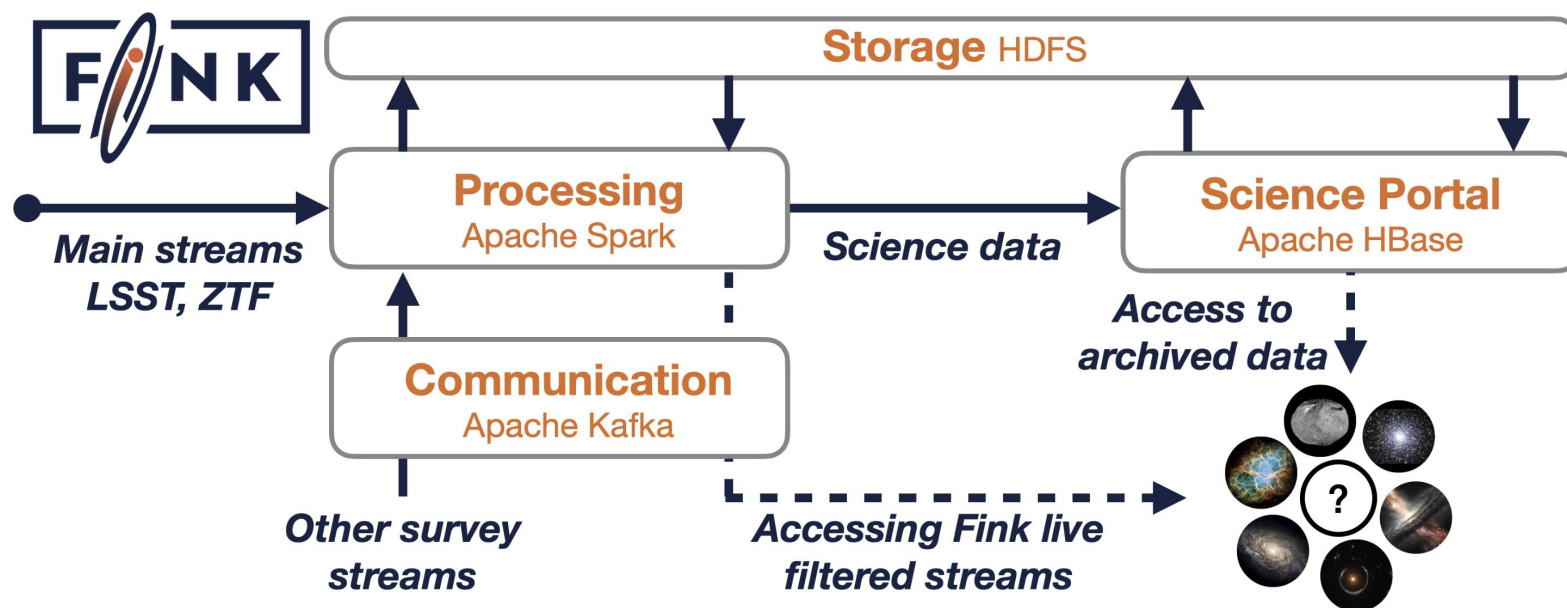 FINK
Storage HDFS
Processing
Apache Spark
Science Portal
Apache HBase
Main streams
LSST, ZTF
Science data
Communication
Apache Kafka
Access to
archived data
?
Other survey
streams
Accessing Fink live
filtered streams